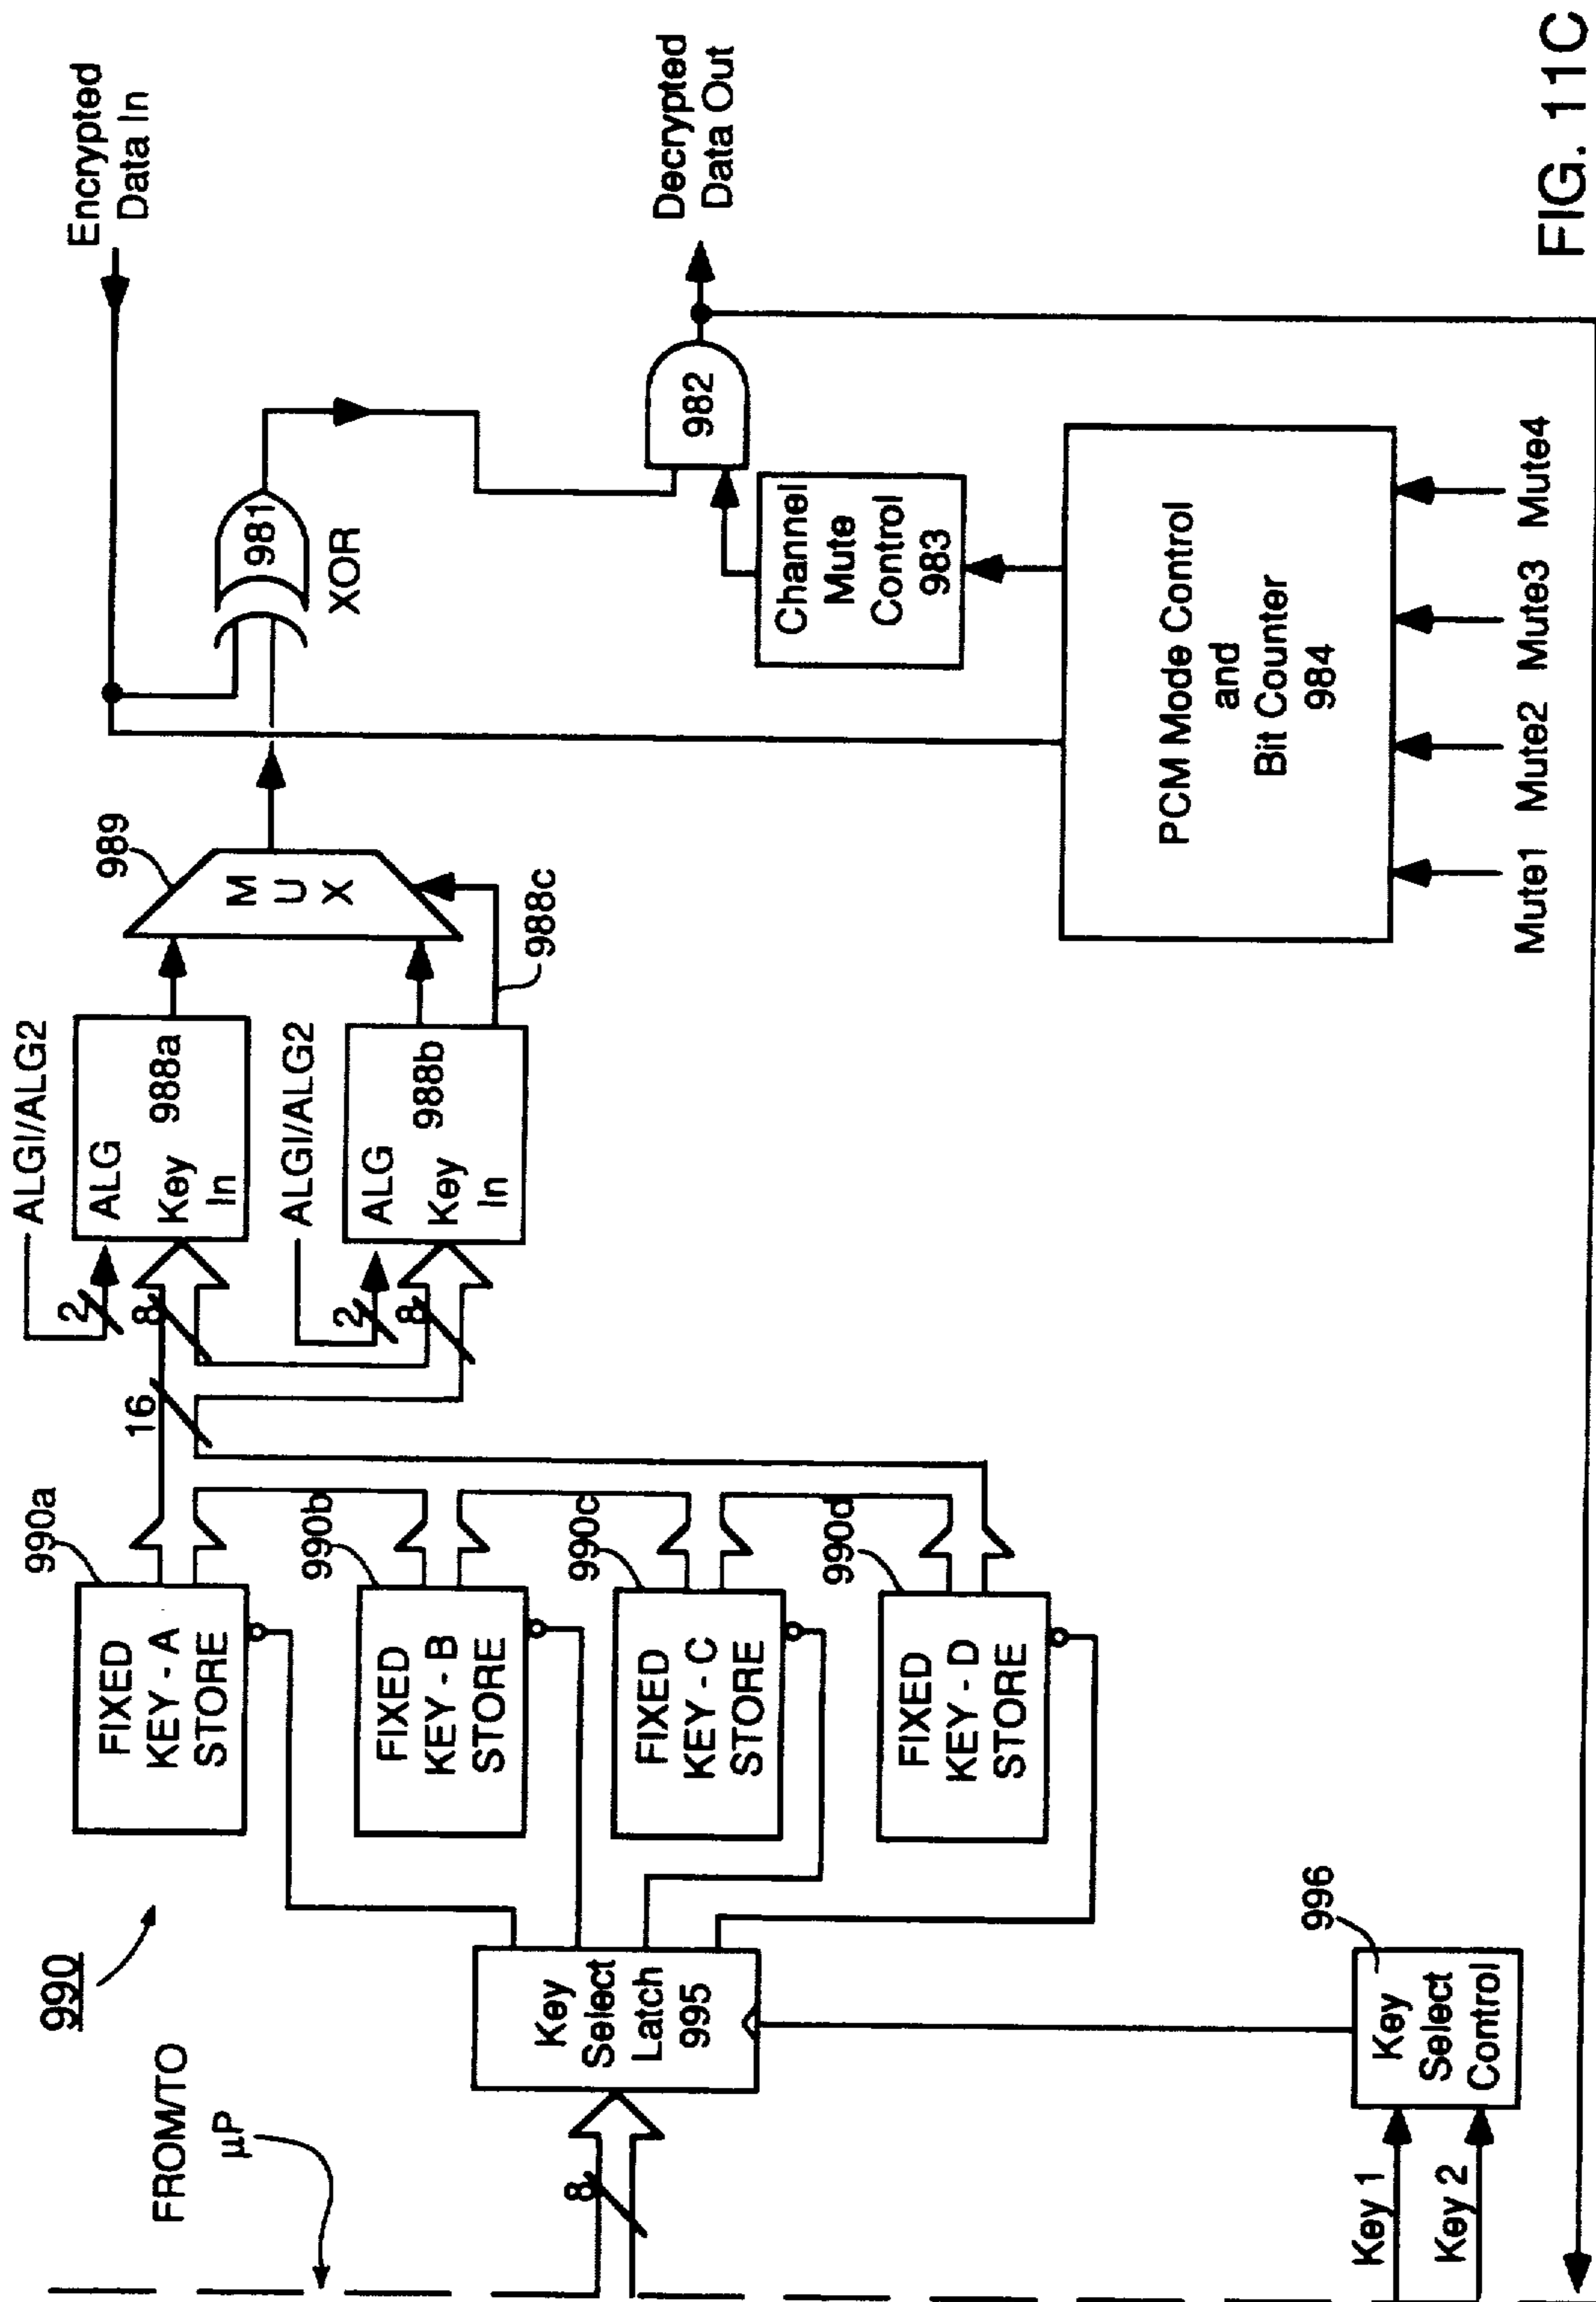 990
FROM/TO
µP
8
Key
Select
Latch
995
Key 1
Key 2
Key
Select
Control
996
FIXED
KEY - A
STORE
990a
FIXED
KEY - B
STORE
990b
FIXED
KEY - C
STORE
990c
FIXED
KEY - D
STORE
990d
16
8
2
ALGI/ALG2
ALG
Key 988a
In
8
2
ALGI/ALG2
ALG
Key 988b
In
988c
989
M
U
X
981
XOR
Encrypted
Data In
982
Decrypted
Data Out
Channel
Mute
Control
983
PCM Mode Control
and
Bit Counter
984
Mute1 Mute2 Mute3 Mute4
FIG. 11C